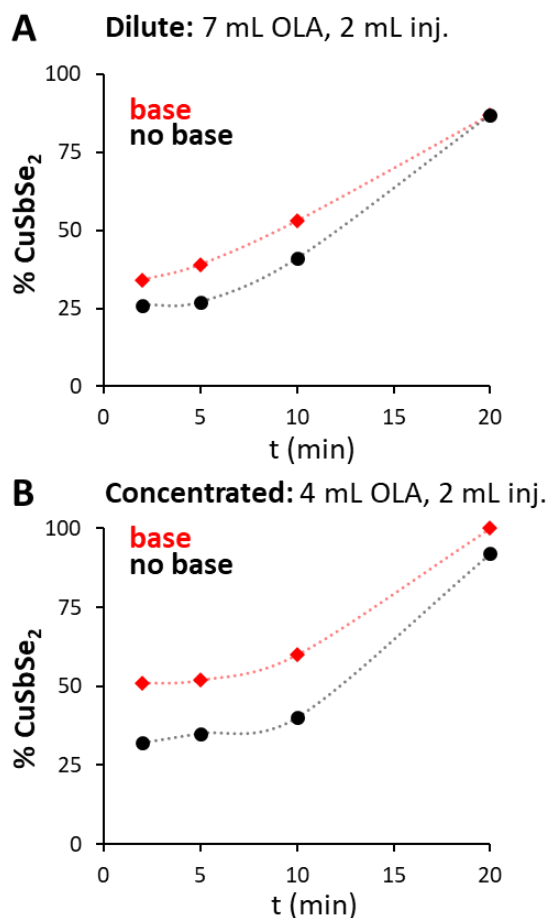 A Dilute: 7 mL OLA, 2 mL inj.
100
base
no base
75
% CuSbSe₂
50
25
0
0 5 10 15 20
t (min)
B Concentrated: 4 mL OLA, 2 mL inj.
100
base
no base
75
% CuSbSe₂
50
25
0
0 5 10 15 20
t (min)